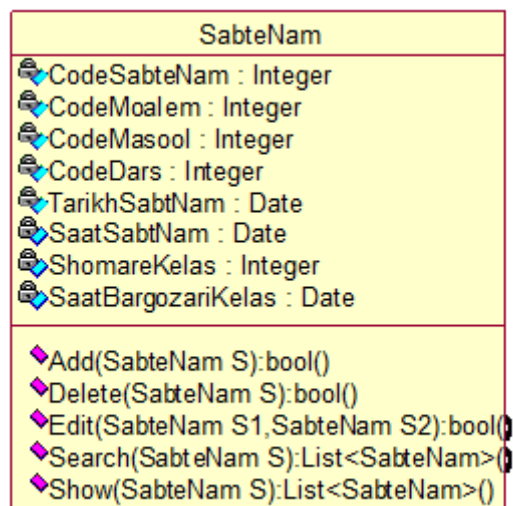 SabteNam
CodeSabteNam : Integer
CodeMoalem : Integer
CodeMasool : Integer
CodeDars : Integer
TarikhSabtNam : Date
SaatSabtNam : Date
ShomareKelas : Integer
SaatBargozariKelas : Date
Add(SabteNam S):bool()
Delete(SabteNam S):bool()
Edit(SabteNam S1,SabteNam S2):bool()
Search(SabteNam S):List<SabteNam>()
Show(SabteNam S):List<SabteNam>()